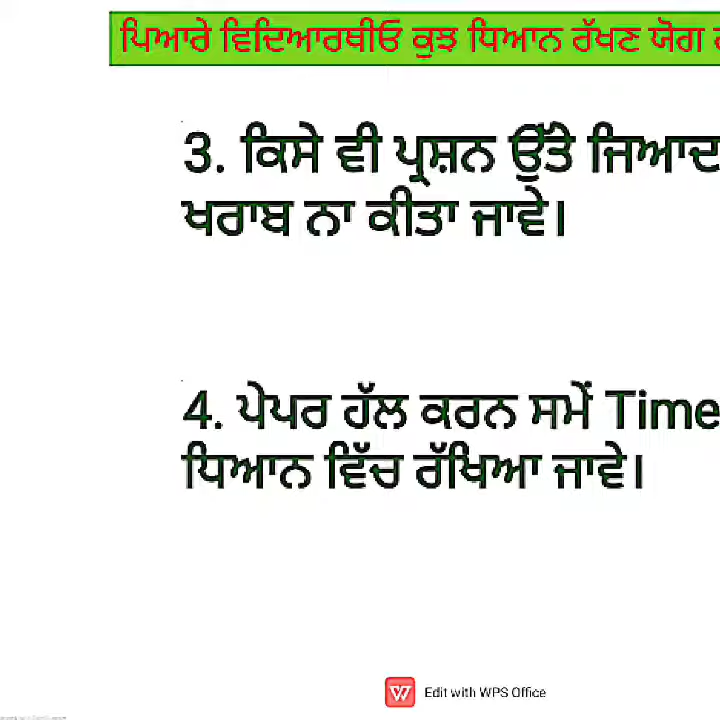 ਪਿਆਰੇ ਵਿਦਿਆਰਥੀਓ ਕੁਝ ਧਿਆਨ ਰੱਖਣ ਯੋਗ
3. ਕਿਸੇ ਵੀ ਪ੍ਰਸ਼ਨ ਉੱਤੇ ਜਿਆਦ
ਖਰਾਬ ਨਾ ਕੀਤਾ ਜਾਵੇ।
4. ਪੇਪਰ ਹੱਲ ਕਰਨ ਸਮੇਂ Time
ਧਿਆਨ ਵਿੱਚ ਰੱਖਿਆ ਜਾਵੇ।
Edit with WPS Office